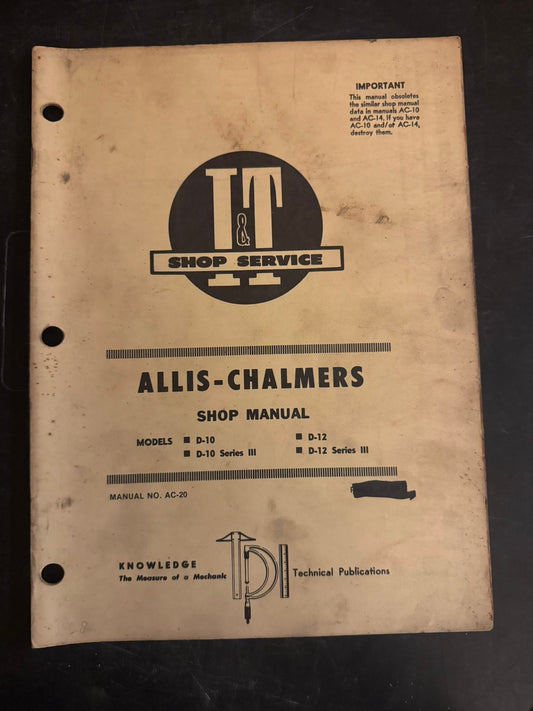 IMPORTANT
This manual obsoletes
the similar shop manual
data in manuals AC-10
and AC-14. If you have
AC-10 and/or AC-14,
destroy them.
I&T
SHOP SERVICE
ALLIS-CHALMERS
SHOP MANUAL
MODELS ■ D-10 ■ D-12
■ D-10 Series III ■ D-12 Series III
MANUAL NO. AC-20
KNOWLEDGE
The Measure of a Mechanic
TPI
Technical Publications